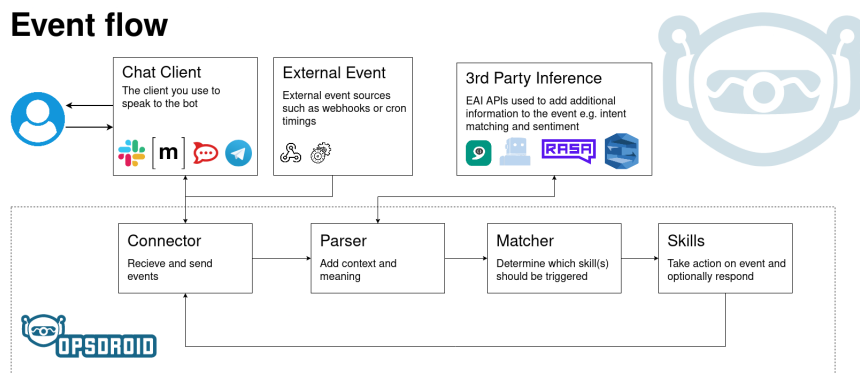 Event flow
Chat Client
The client you use to
speak to the bot
[m]
External Event
External event sources
such as webhooks or cron
timings
3rd Party Inference
EAI APIs used to add additional
information to the event e.g. intent
matching and sentiment
RASA
Connector
Recieve and send
events
Parser
Add context and
meaning
Matcher
Determine which skill(s)
should be triggered
Skills
Take action on event and
optionally respond
OPSDROID